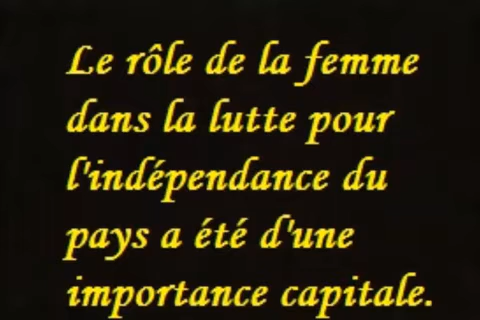 Le rôle de la femme
dans la lutte pour
l'indépendance du
pays a été d'une
importance capitale.